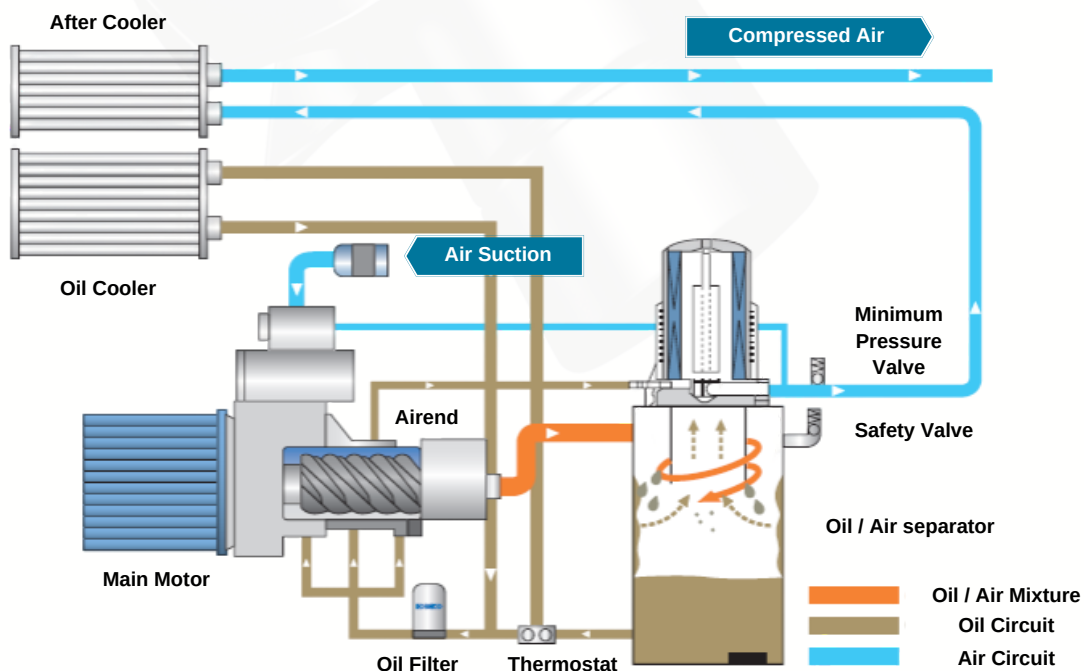 After Cooler
Compressed Air
Air Suction
Oil Cooler
Minimum
Pressure
Valve
Airend
Safety Valve
Oil / Air separator
Main Motor
Oil / Air Mixture
Oil Circuit
Air Circuit
Oil Filter
Thermostat